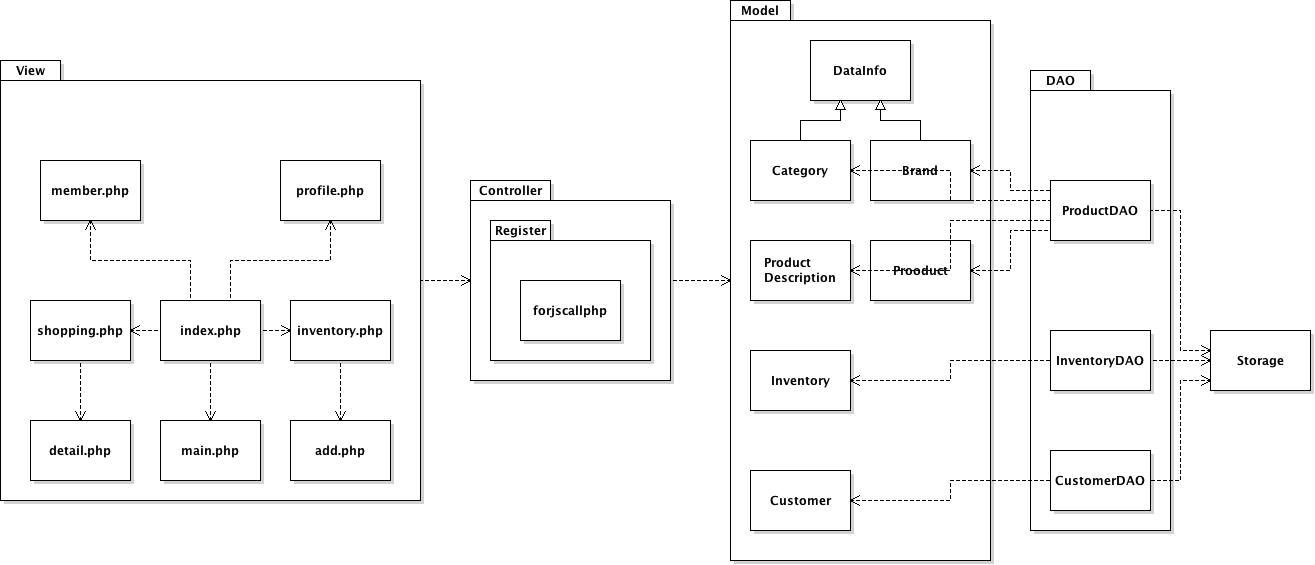 Model
View
DataInfo
DAO
member.php
profile.php
Controller
Category
Brand
Register
ProductDAO
Product
Description
Prooduct
forjscallphp
shopping.php
index.php
inventory.php
Inventory
InventoryDAO
Storage
detail.php
main.php
add.php
Customer
CustomerDAO